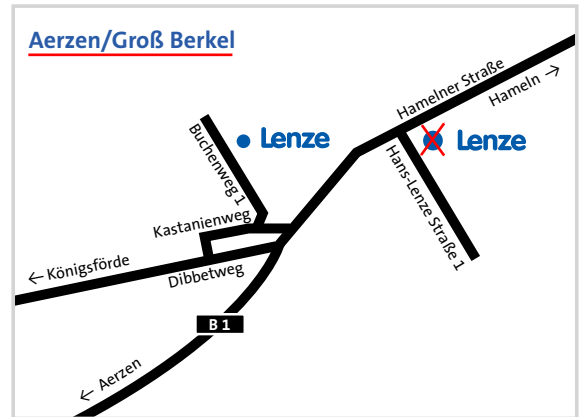 Aerzen/Groß Berkel
Hamelner Straße
Hameln →
Buchenweg 1
Lenze
Lenze
Hans-Lenze Straße 1
Kastanienweg
← Königsförde
Dibbetweg
B 1
← Aerzen